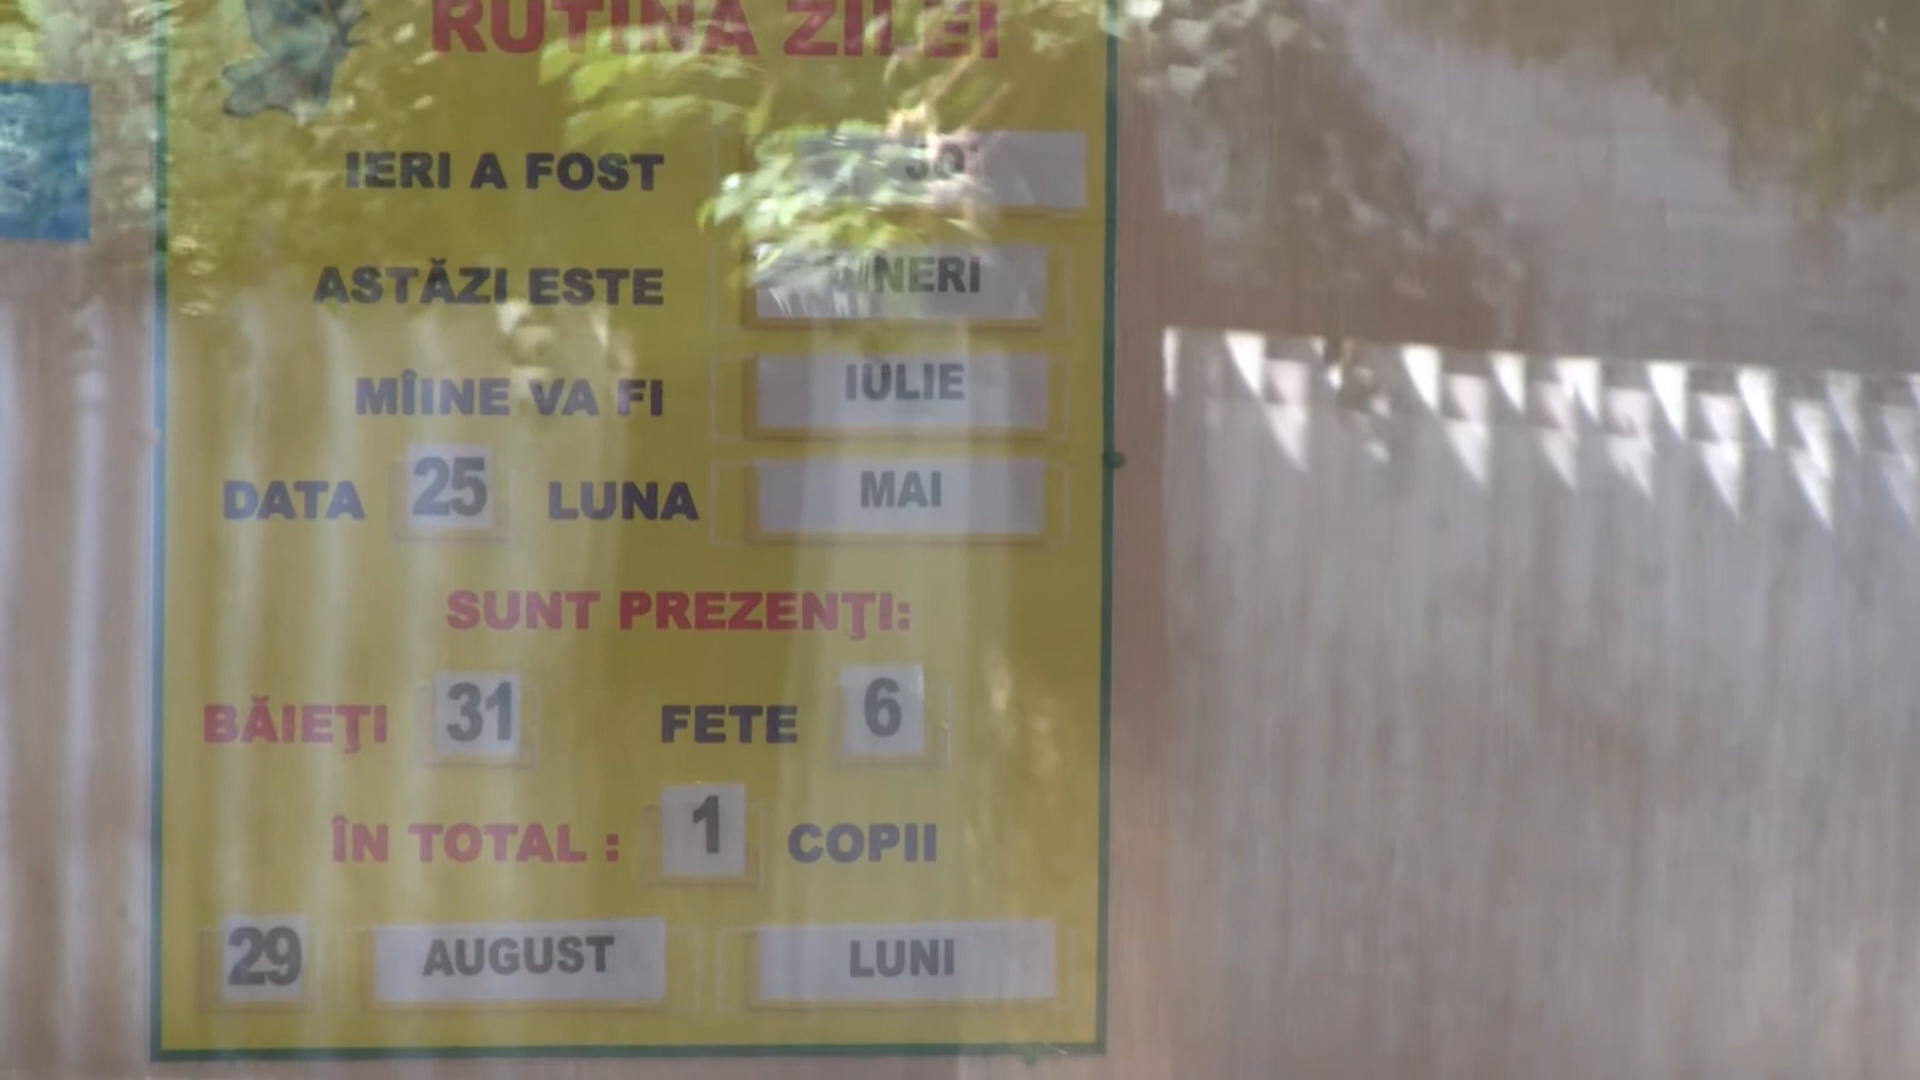 RUTINA ZILEI
IERI A FOST
ASTĂZI ESTE VINERI
MÎINE VA FI IULIE
DATA 25 LUNA MAI
SUNT PREZENŢI:
BĂIEŢI 31 FETE 6
ÎN TOTAL : 1 COPII
29 AUGUST LUNI